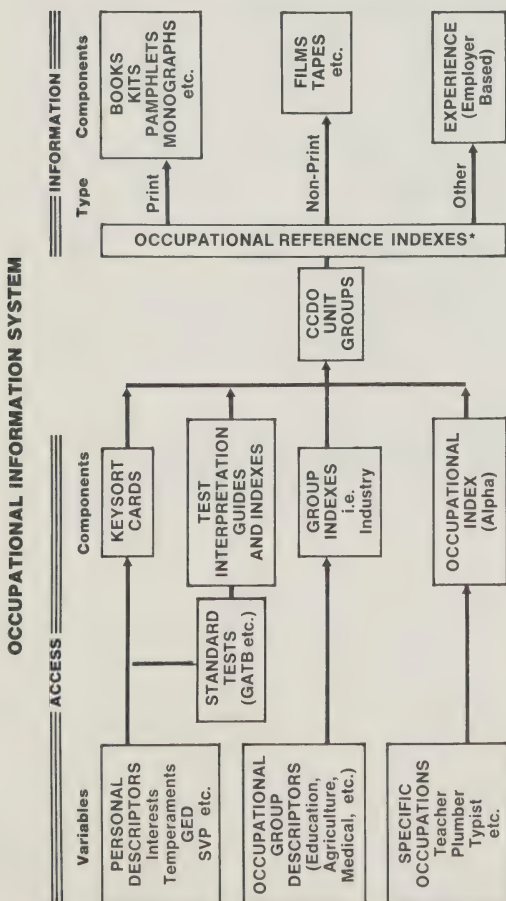 OCCUPATIONAL INFORMATION SYSTEM
ACCESS
INFORMATION
Variables
Components
Type
Components
PERSONAL
DESCRIPTORS
Interests
Temperaments
GED
SVP etc.
STANDARD
TESTS
(GATB etc.)
KEYSORT
CARDS
TEST
INTERPRETATION
GUIDES
AND INDEXES
OCCUPATIONAL
GROUP
DESCRIPTORS
(Education,
Agriculture,
Medical, etc.)
GROUP
INDEXES
i.e.
Industry
SPECIFIC
OCCUPATIONS
Teacher
Plumber
Typist
etc.
OCCUPATIONAL
INDEX
(Alpha)
CCDO
UNIT
GROUPS
OCCUPATIONAL REFERENCE INDEXES*
Print
BOOKS
KITS
PAMPHLETS
MONOGRAPHS
etc.
Non-Print
FILMS
TAPES
etc.
Other
EXPERIENCE
(Employer
Based)